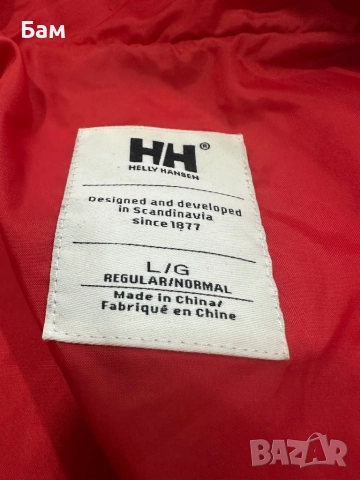 Бам
HH®
HELLY HANSEN
Designed and developed
in Scandinavia
since 1877
L/G
REGULAR/NORMAL
Made in China/
Fabriqué en Chine
BAZAR